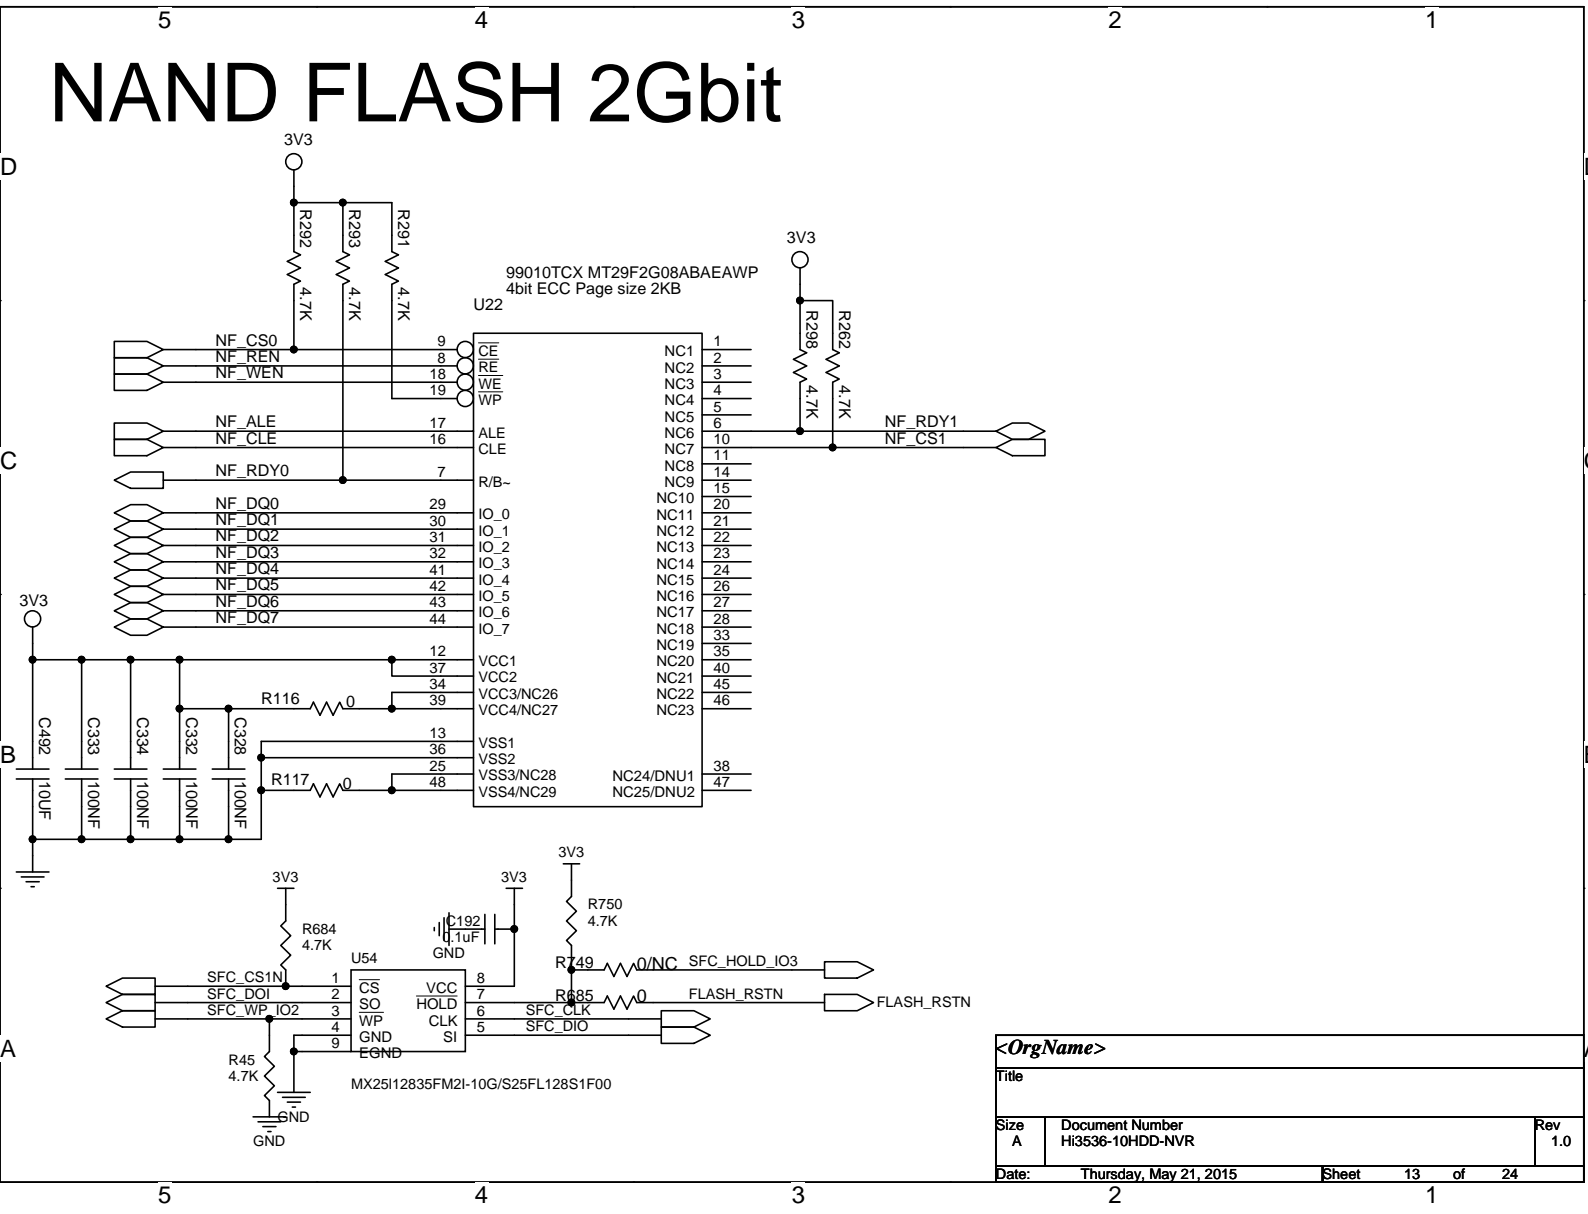 5 4 3 2 1
NAND FLASH 2Gbit
D
3V3
R292 4.7K
R293 4.7K
R291 4.7K
3V3
R298 4.7K
R262 4.7K
99010TCX MT29F2G08ABAEAWP
4bit ECC Page size 2KB
U22
NF_CS0 9 CE
NF_REN 8 RE
NF_WEN 18 WE
19 WP
NF_ALE 17 ALE
NF_CLE 16 CLE
NF_RDY0 7 R/B~
NF_DQ0 29 IO_0
NF_DQ1 30 IO_1
NF_DQ2 31 IO_2
NF_DQ3 32 IO_3
NF_DQ4 41 IO_4
NF_DQ5 42 IO_5
NF_DQ6 43 IO_6
NF_DQ7 44 IO_7
12 VCC1
37 VCC2
34 VCC3/NC26
R116 0 39 VCC4/NC27
13 VSS1
36 VSS2
25 VSS3/NC28
R117 0 48 VSS4/NC29
NC1 1
NC2 2
NC3 3
NC4 4
NC5 5
NC6 6 NF_RDY1
NC7 10 NF_CS1
NC8 11
NC9 14
NC10 15
NC11 20
NC12 21
NC13 22
NC14 23
NC15 24
NC16 26
NC17 27
NC18 28
NC19 33
NC20 35
NC21 40
NC22 45
NC23 46
NC24/DNU1 38
NC25/DNU2 47
C
3V3
C492 10UF
C333 100NF
C334 100NF
C332 100NF
C328 100NF
B
3V3
R684
4.7K
3V3
C192
0.1uF
GND
3V3
R750
4.7K
U54
SFC_CS1N 1 CS
SFC_DOI 2 SO
SFC_WP_IO2 3 WP
4 GND
9 EGND
VCC 8
HOLD 7
CLK 6 SFC_CLK
SI 5 SFC_DIO
R749 0/NC SFC_HOLD_IO3
R685 0 FLASH_RSTN FLASH_RSTN
R45
4.7K
GND
GND
MX25l12835FM2I-10G/S25FL128S1F00
A
<OrgName>
Title
Size Document Number Rev
A Hi3536-10HDD-NVR 1.0
Date: Thursday, May 21, 2015 Sheet 13 of 24
5 4 3 2 1